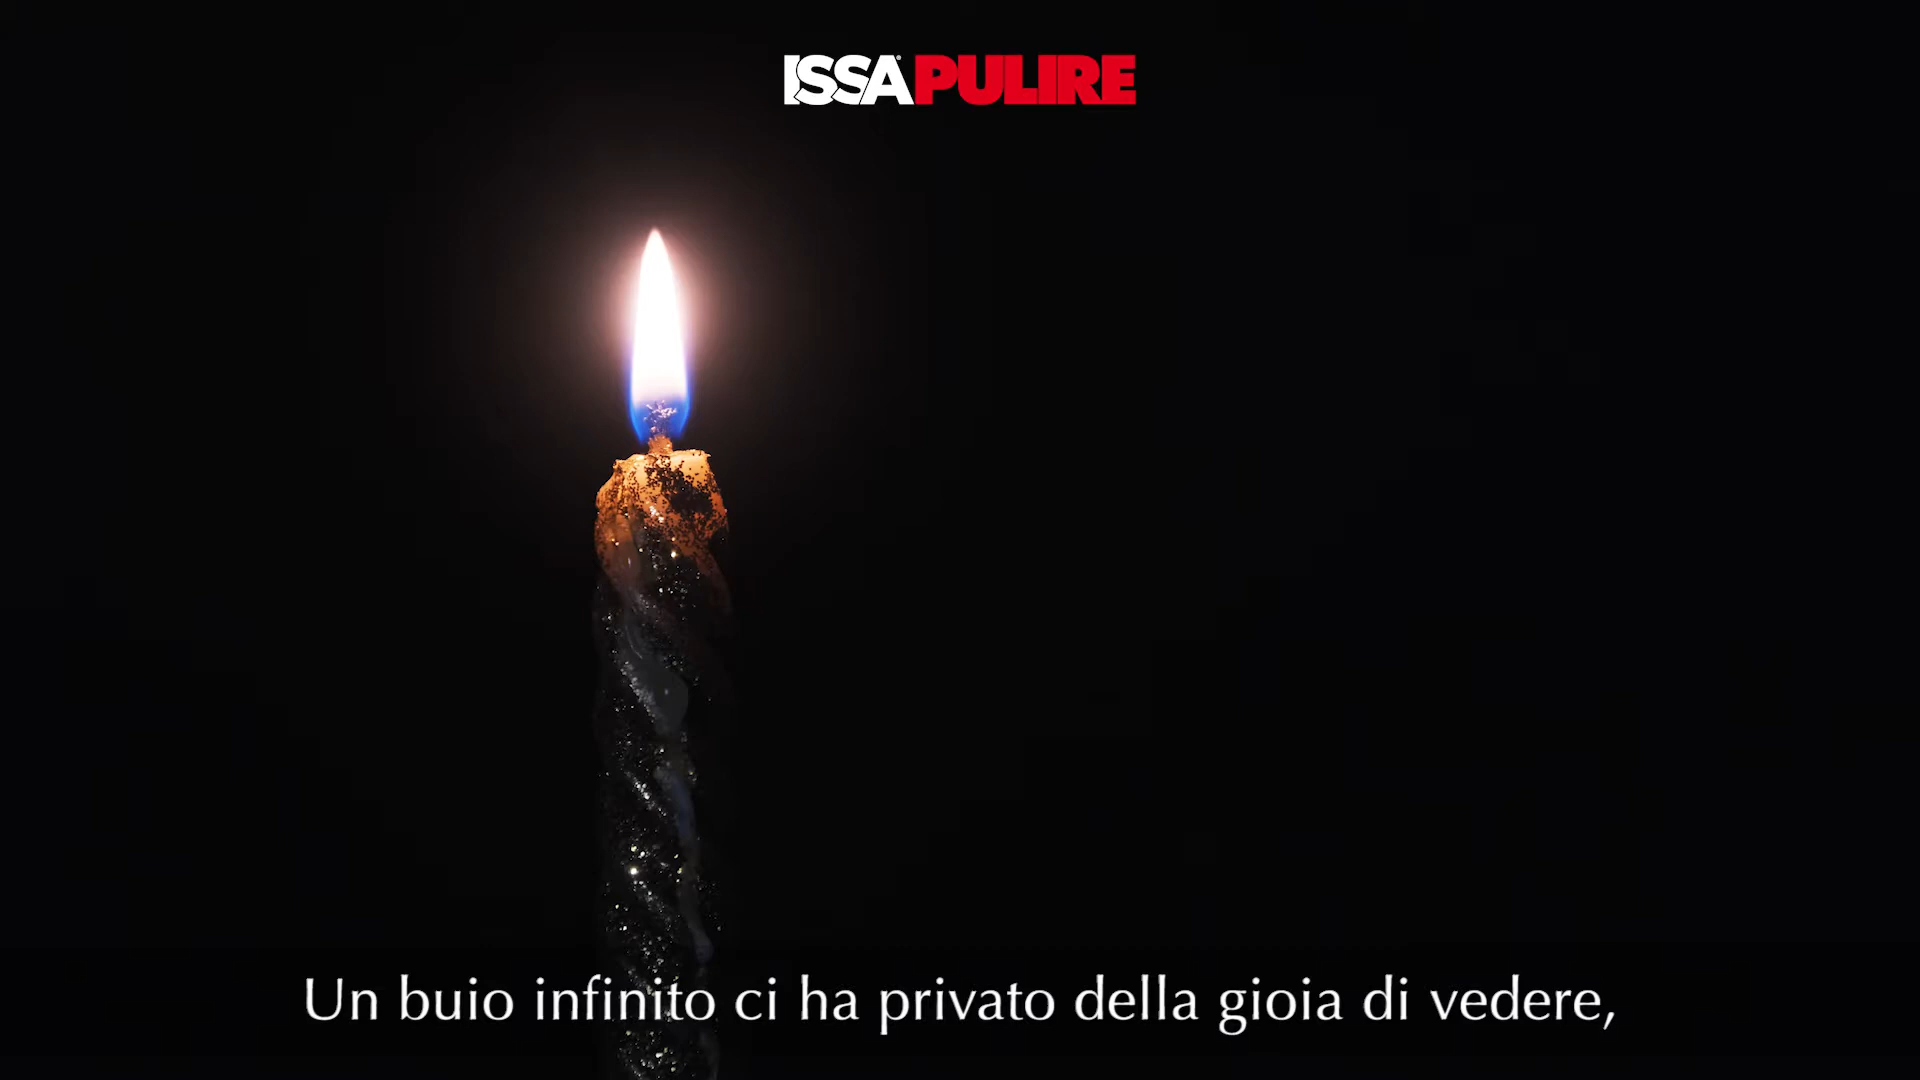 ISSA PULIRE
Un buio infinito ci ha privato della gioia di vedere,